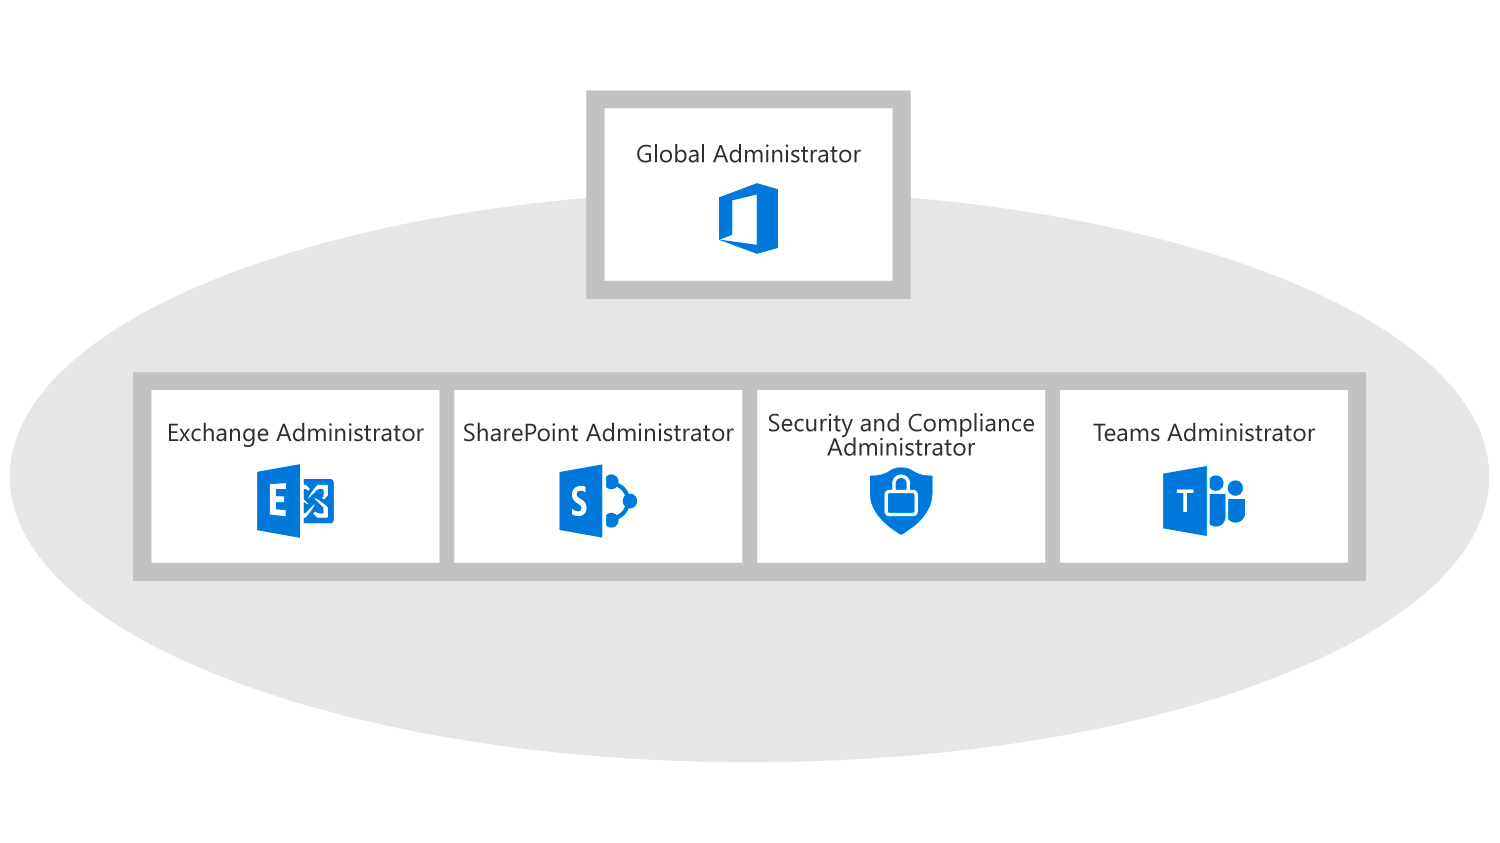 Global Administrator
Exchange Administrator
SharePoint Administrator
Security and Compliance
Administrator
Teams Administrator
E
S
T